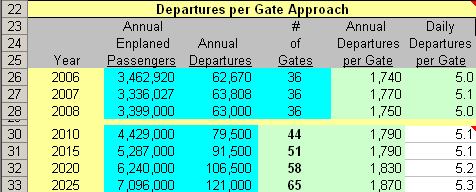 22 Departures per Gate Approach
23 Annual # Annual Daily
24 Enplaned Annual of Departures Departures
25 Year Passengers Departures Gates per Gate per Gate
26 2006 3,462,920 62,670 36 1,740 5.0
27 2007 3,336,027 63,808 36 1,770 5.1
28 2008 3,399,000 63,000 36 1,750 5.0
30 2010 4,429,000 79,500 44 1,790 5.1
31 2015 5,287,000 91,500 51 1,790 5.1
32 2020 6,240,000 106,500 58 1,830 5.2
33 2025 7,096,000 121,000 65 1,870 5.3